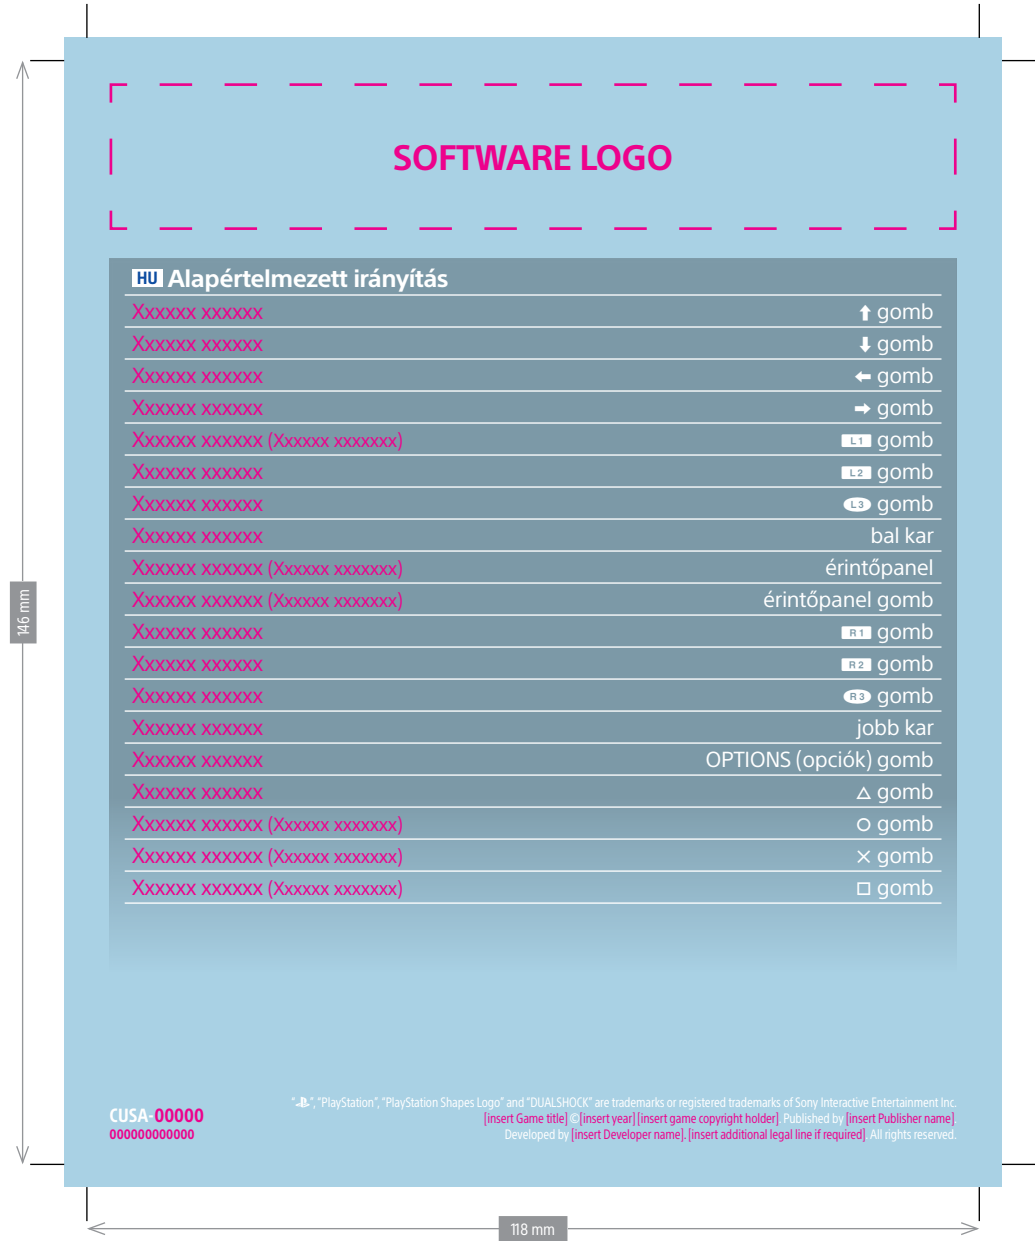 SOFTWARE LOGO
HU Alapértelmezett irányítás
Xxxxxx xxxxxx ⬆ gomb
Xxxxxx xxxxxx ⬇ gomb
Xxxxxx xxxxxx ⬅ gomb
Xxxxxx xxxxxx ➡ gomb
Xxxxxx xxxxxx (Xxxxxx xxxxxxx) L1 gomb
Xxxxxx xxxxxx L2 gomb
Xxxxxx xxxxxx L3 gomb
Xxxxxx xxxxxx bal kar
Xxxxxx xxxxxx (Xxxxxx xxxxxxx) érintőpanel
Xxxxxx xxxxxx (Xxxxxx xxxxxxx) érintőpanel gomb
Xxxxxx xxxxxx R1 gomb
Xxxxxx xxxxxx R2 gomb
Xxxxxx xxxxxx R3 gomb
Xxxxxx xxxxxx jobb kar
Xxxxxx xxxxxx OPTIONS (opciók) gomb
Xxxxxx xxxxxx △ gomb
Xxxxxx xxxxxx (Xxxxxx xxxxxxx) ○ gomb
Xxxxxx xxxxxx (Xxxxxx xxxxxxx) × gomb
Xxxxxx xxxxxx (Xxxxxx xxxxxxx) □ gomb
146 mm
CUSA-00000
000000000000
"", "PlayStation", "PlayStation Shapes Logo" and "DUALSHOCK" are trademarks or registered trademarks of Sony Interactive Entertainment Inc.
[insert Game title] ©[insert year] [insert game copyright holder]. Published by [insert Publisher name].
Developed by [insert Developer name]. [insert additional legal line if required]. All rights reserved.
118 mm